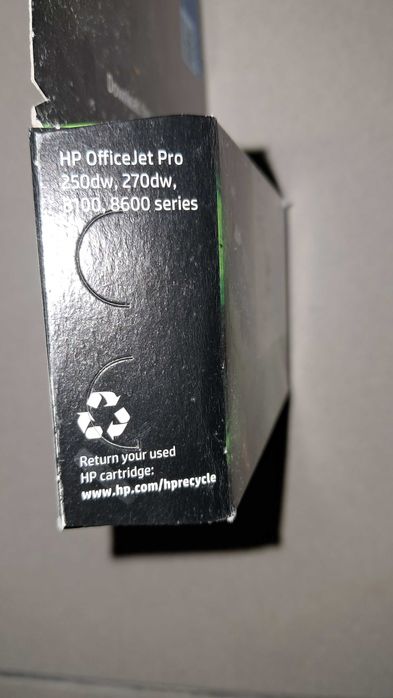 HP OfficeJet Pro
250dw, 270dw,
8100, 8600 series
Return your used
HP cartridge:
www.hp.com/hprecycle